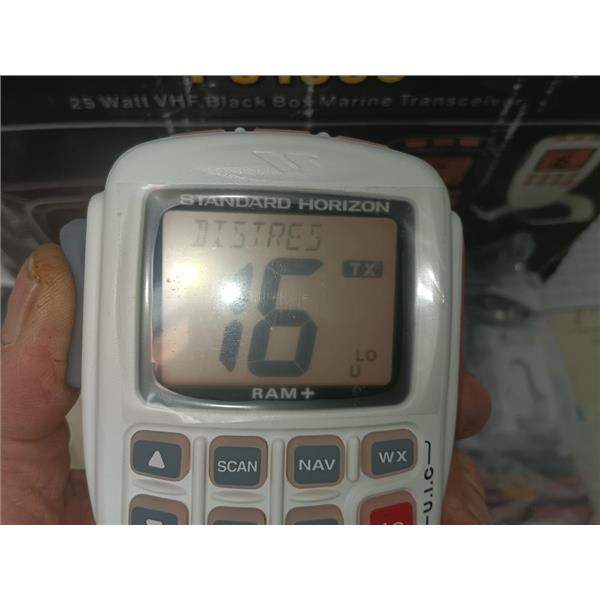 25 Watt VHF Black Box Marine Transceiver
STANDARD HORIZON
DISTRES
16
TX
LO
U
RAM+
SCAN
NAV
WX
U.I.C